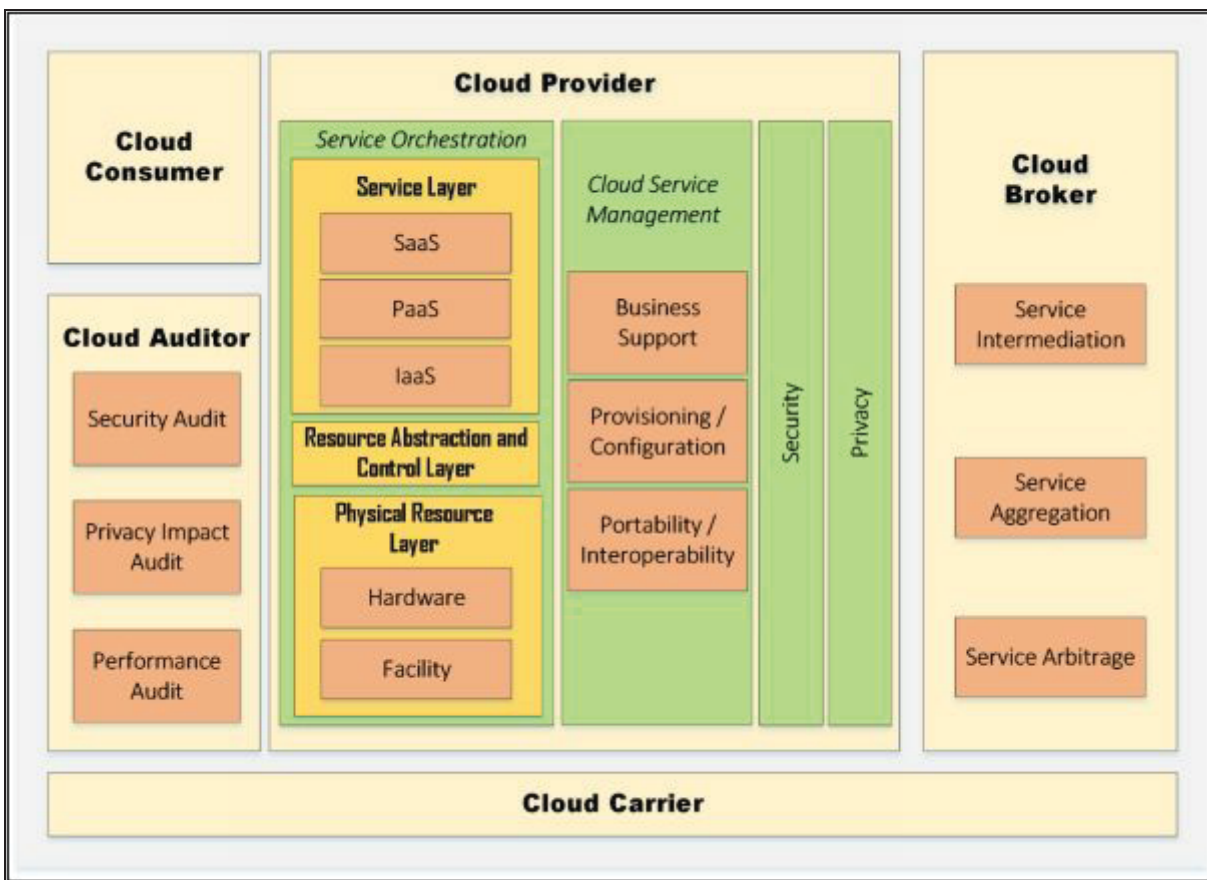 Cloud
Consumer
Cloud Auditor
Security Audit
Privacy Impact
Audit
Performance
Audit
Cloud Provider
Service Orchestration
Service Layer
SaaS
PaaS
IaaS
Resource Abstraction and
Control Layer
Physical Resource
Layer
Hardware
Facility
Cloud Service
Management
Business
Support
Provisioning /
Configuration
Portability /
Interoperability
Security
Privacy
Cloud
Broker
Service
Intermediation
Service
Aggregation
Service Arbitrage
Cloud Carrier